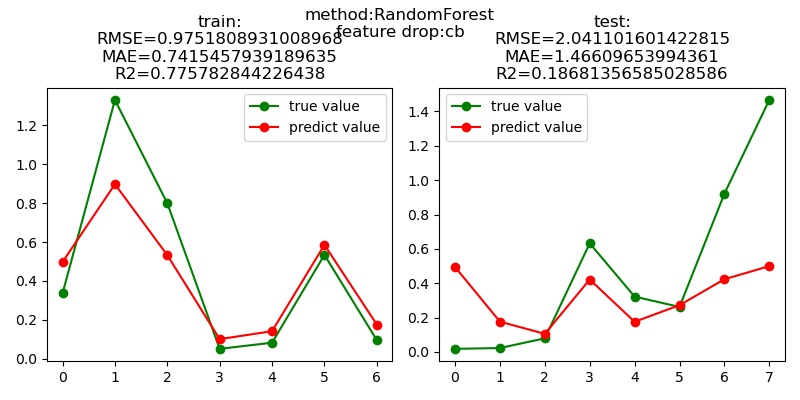 method:RandomForest
feature drop:cb
train:
RMSE=0.9751808931008968
MAE=0.7415457939189635
R2=0.775782844226438
true value
predict value
1.2
1.0
0.8
0.6
0.4
0.2
0.0
0 1 2 3 4 5 6
test:
RMSE=2.041101601422815
MAE=1.46609653994361
R2=0.18681356585028586
true value
predict value
1.4
1.2
1.0
0.8
0.6
0.4
0.2
0.0
0 1 2 3 4 5 6 7